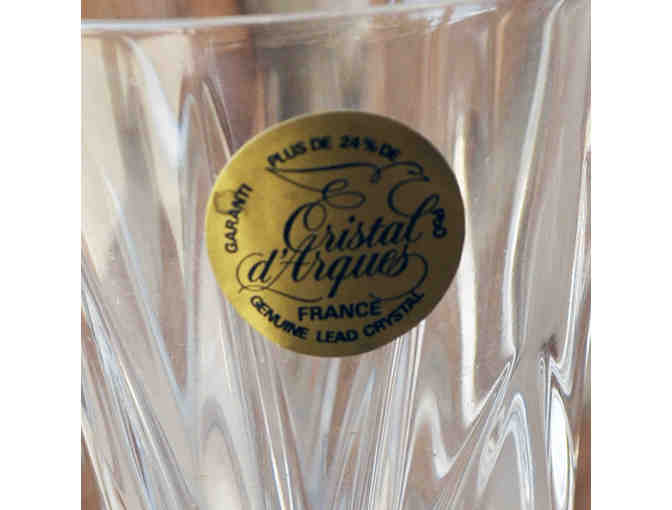 GARANTI PLUS DE 24% DE PbO
Cristal
d'Arques
FRANCE
GENUINE LEAD CRYSTAL